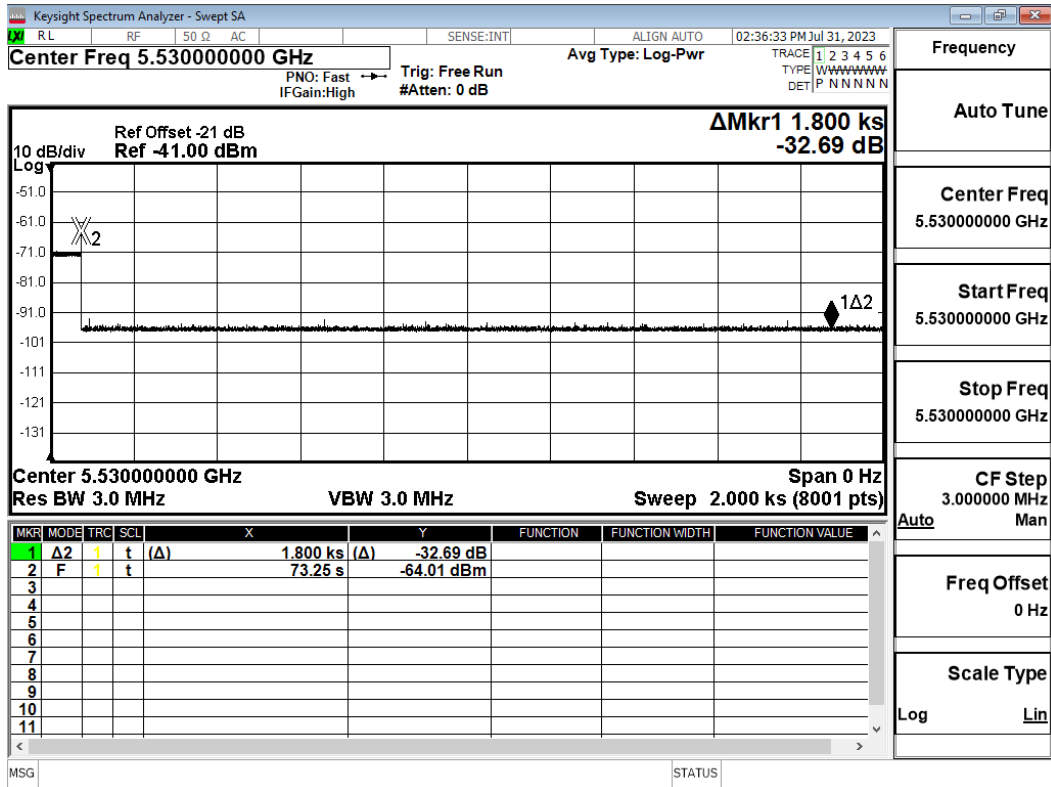 Keysight Spectrum Analyzer - Swept SA
LXI RL RF 50 Ω AC SENSE:INT ALIGN AUTO 02:36:33 PM Jul 31, 2023
Center Freq 5.530000000 GHz
PNO: Fast
IFGain:High
Trig: Free Run
#Atten: 0 dB
Avg Type: Log-Pwr
TRACE 1 2 3 4 5 6
TYPE WWWWWW
DET P N N N N N
ΔMkr1 1.800 ks
-32.69 dB
Ref Offset -21 dB
10 dB/div Ref -41.00 dBm
Log
-51.0
-61.0
-71.0
-81.0
-91.0
-101
-111
-121
-131
2
1Δ2
Center 5.530000000 GHz Span 0 Hz
Res BW 3.0 MHz VBW 3.0 MHz Sweep 2.000 ks (8001 pts)
MKR MODE TRC SCL X Y FUNCTION FUNCTION WIDTH FUNCTION VALUE
1 Δ2 1 t (Δ) 1.800 ks (Δ) -32.69 dB
2 F 1 t 73.25 s -64.01 dBm
3
4
5
6
7
8
9
10
11
MSG STATUS
Frequency
Auto Tune
Center Freq
5.530000000 GHz
Start Freq
5.530000000 GHz
Stop Freq
5.530000000 GHz
CF Step
3.000000 MHz
Auto Man
Freq Offset
0 Hz
Scale Type
Log Lin